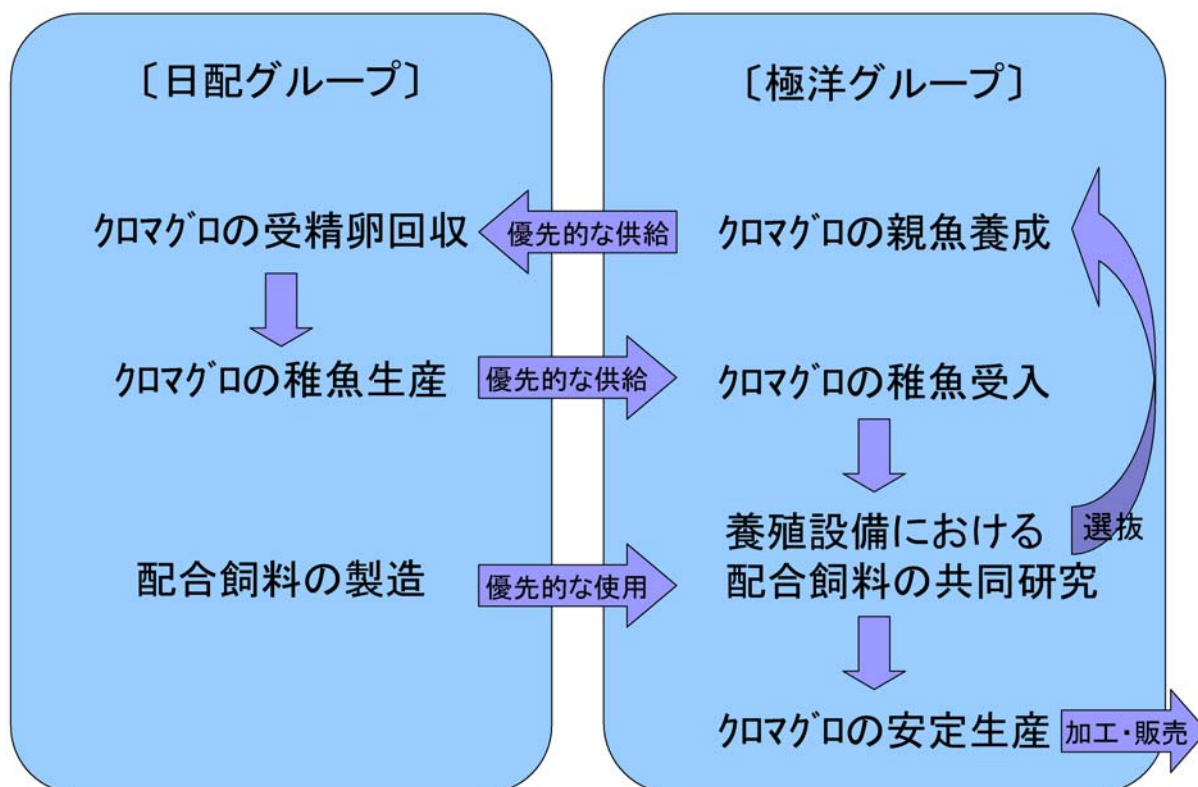 〔日配グループ〕
〔極洋グループ〕
ｸﾛﾏｸﾞﾛの受精卵回収
優先的な供給
ｸﾛﾏｸﾞﾛの親魚養成
ｸﾛﾏｸﾞﾛの稚魚生産
優先的な供給
ｸﾛﾏｸﾞﾛの稚魚受入
配合飼料の製造
優先的な使用
養殖設備における
配合飼料の共同研究
選抜
ｸﾛﾏｸﾞﾛの安定生産
加工・販売